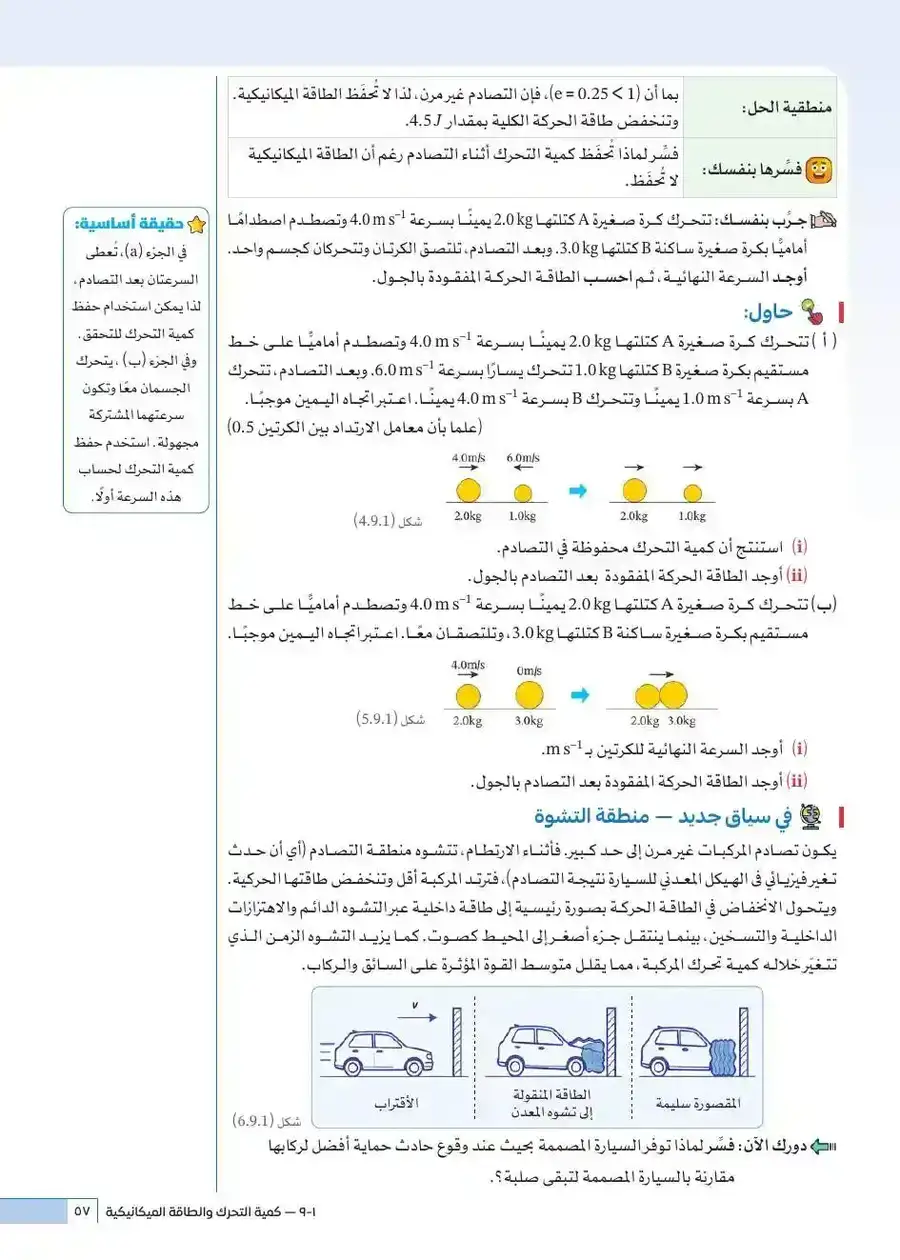 منطقية الحل:
بما أن (e = 0.25 < 1)، فإن التصادم غير مرن، لذا لا تُحفَظ الطاقة الميكانيكية.
وتنخفض طاقة الحركة الكلية بمقدار 4.5J.
فسِّرها بنفسك:
فسِّر لماذا تُحفَظ كمية التحرك أثناء التصادم رغم أن الطاقة الميكانيكية
لا تُحفَظ.
جرِّب بنفسك: تتحرك كرة صغيرة A كتلتها 2.0 kg يمينًا بسرعة 4.0 m s⁻¹ وتصطدم اصطدامًا
أماميًّا بكرة صغيرة ساكنة B كتلتها 3.0 kg. وبعد التصادم، تلتصق الكرتان وتتحركان كجسم واحد.
أوجد السرعة النهائية، ثم احسب الطاقة الحركة المفقودة بالجول.
حقيقة أساسية:
في الجزء (a)، تُعطى
السرعتان بعد التصادم،
لذا يمكن استخدام حفظ
كمية التحرك للتحقق.
وفي الجزء (ب)، يتحرك
الجسمان معًا وتكون
سرعتهما المشتركة
مجهولة. استخدم حفظ
كمية التحرك لحساب
هذه السرعة أولًا.
حاول:
(أ) تتحرك كرة صغيرة A كتلتها 2.0 kg يمينًا بسرعة 4.0 m s⁻¹ وتصطدم أماميًّا على خط
مستقيم بكرة صغيرة B كتلتها 1.0 kg تتحرك يسارًا بسرعة 6.0 m s⁻¹. وبعد التصادم، تتحرك
A بسرعة 1.0 m s⁻¹ يمينًا وتتحرك B بسرعة 4.0 m s⁻¹ يمينًا. اعتبر اتجاه اليمين موجبًا.
(علما بأن معامل الارتداد بين الكرتين 0.5)
4.0m/s 6.0m/s
2.0kg 1.0kg 2.0kg 1.0kg
شكل (4.9.1)
(i) استنتج أن كمية التحرك محفوظة في التصادم.
(ii) أوجد الطاقة الحركة المفقودة بعد التصادم بالجول.
(ب) تتحرك كرة صغيرة A كتلتها 2.0 kg يمينًا بسرعة 4.0 m s⁻¹ وتصطدم أماميًّا على خط
مستقيم بكرة صغيرة ساكنة B كتلتها 3.0 kg، وتلتصقان معًا. اعتبر اتجاه اليمين موجبًا.
4.0m/s 0m/s
2.0kg 3.0kg 2.0kg 3.0kg
شكل (5.9.1)
(i) أوجد السرعة النهائية للكرتين بـ m s⁻¹.
(ii) أوجد الطاقة الحركة المفقودة بعد التصادم بالجول.
في سياق جديد — منطقة التشوة
يكون تصادم المركبات غير مرن إلى حد كبير. فأثناء الارتطام، تتشوه منطقة التصادم (أي أن حدث
تغير فيزيائي في الهيكل المعدني للسيارة نتيجة التصادم)، فترتد المركبة أقل وتنخفض طاقتها الحركية.
ويتحول الانخفاض في الطاقة الحركة بصورة رئيسية إلى طاقة داخلية عبر التشوه الدائم والاهتزازات
الداخلية والتسخين، بينما ينتقل جزء أصغر إلى المحيط كصوت. كما يزيد التشوه الزمن الذي
تتغيَر خلاله كمية تحرك المركبة، مما يقلل متوسط القوة المؤثرة على السائق والركاب.
v
الأقتراب
الطاقة المنقولة
إلى تشوه المعدن
المقصورة سليمة
شكل (6.9.1)
دورك الآن: فسِّر لماذا توفر السيارة المصممة بحيث عند وقوع حادث حماية أفضل لركابها
مقارنة بالسيارة المصممة لتبقى صلبة؟.
٩-١ — كمية التحرك والطاقة الميكانيكية ٥٧